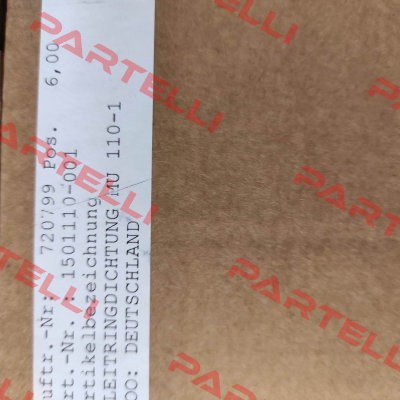 uftr.-Nr: 720799 Pos. 6,00
rt.-Nr. : 1501110-001
rtikelbezeichnung
LEITRINGDICHTUNG MU 110-1
OO: DEUTSCHLAND
PARTELLI
PARTELLI
PARTELLI
PARTELLI
PARTELLI